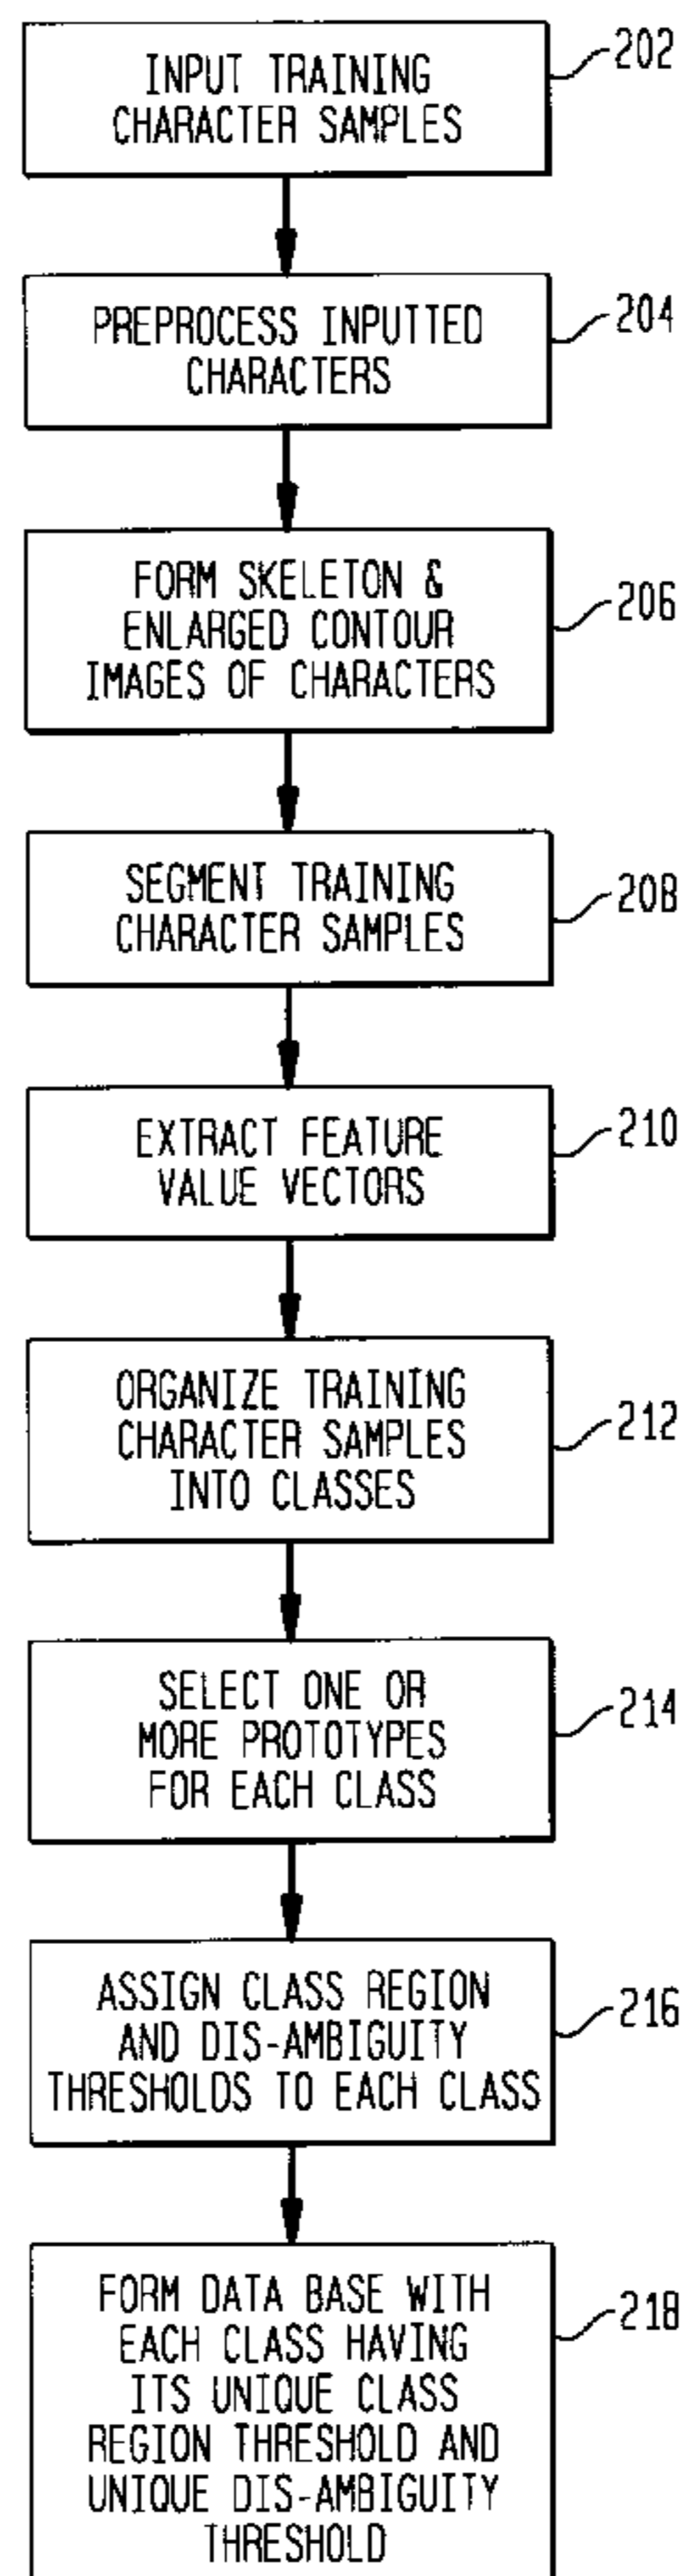 INPUT TRAINING
CHARACTER SAMPLES
202
PREPROCESS INPUTTED
CHARACTERS
204
FORM SKELETON &
ENLARGED CONTOUR
IMAGES OF CHARACTERS
206
SEGMENT TRAINING
CHARACTER SAMPLES
208
EXTRACT FEATURE
VALUE VECTORS
210
ORGANIZE TRAINING
CHARACTER SAMPLES
INTO CLASSES
212
SELECT ONE OR
MORE PROTOTYPES
FOR EACH CLASS
214
ASSIGN CLASS REGION
AND DIS-AMBIGUITY
THRESHOLDS TO EACH CLASS
216
FORM DATA BASE WITH
EACH CLASS HAVING
ITS UNIQUE CLASS
REGION THRESHOLD AND
UNIQUE DIS-AMBIGUITY
THRESHOLD
218